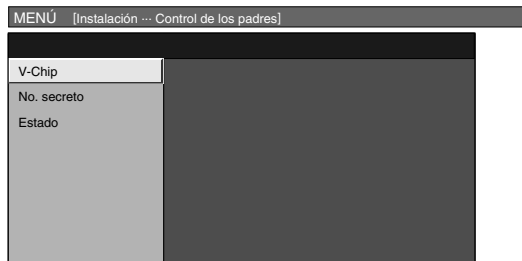 MENÚ [Instalación ··· Control de los padres]
V-Chip
No. secreto
Estado